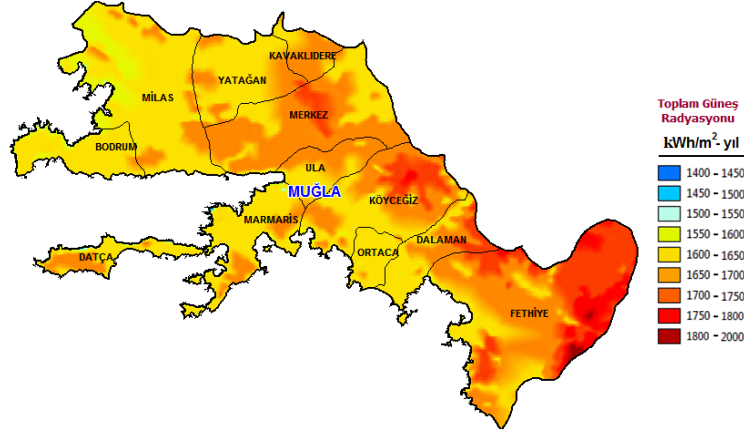 KAVAKLIDERE
YATAĞAN
MİLAS
MERKEZ
BODRUM
ULA
MUĞLA
KÖYCEĞİZ
MARMARİS
DATÇA
ORTACA
DALAMAN
FETHİYE
Toplam Güneş
Radyasyonu
kWh/m²- yıl
1400 - 1450
1450 - 1500
1500 - 1550
1550 - 1600
1600 - 1650
1650 - 1700
1700 - 1750
1750 - 1800
1800 - 2000